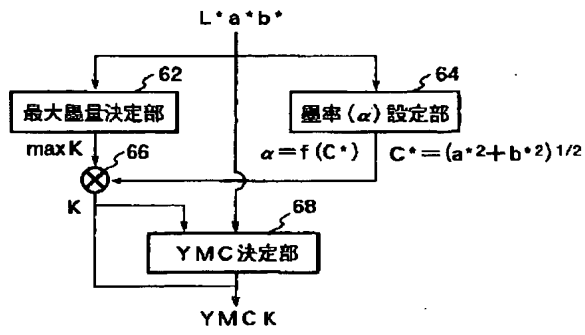 L*a*b*
62
64
最大墨量決定部
墨率(α)設定部
maxK
66
α=f(C*)
C*=(a*2+b*2)1/2
K
68
YMC決定部
YMCK